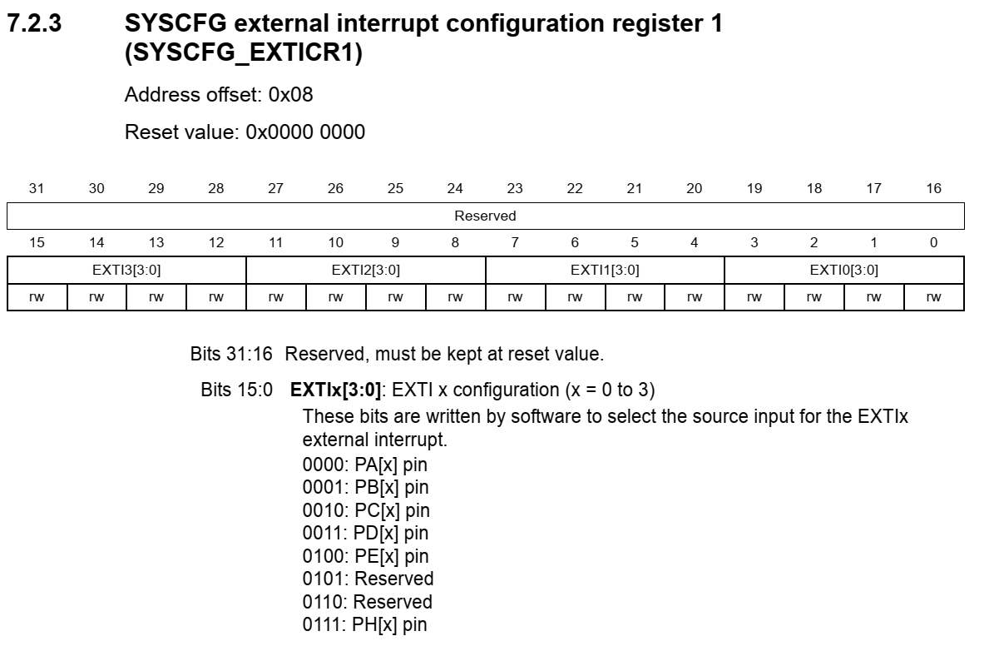 7.2.3 SYSCFG external interrupt configuration register 1
(SYSCFG_EXTICR1)
Address offset: 0x08
Reset value: 0x0000 0000
31 30 29 28 27 26 25 24 23 22 21 20 19 18 17 16
Reserved
15 14 13 12 11 10 9 8 7 6 5 4 3 2 1 0
EXTI3[3:0] EXTI2[3:0] EXTI1[3:0] EXTI0[3:0]
rw rw rw rw rw rw rw rw rw rw rw rw rw rw rw rw
Bits 31:16 Reserved, must be kept at reset value.
Bits 15:0 EXTIx[3:0]: EXTI x configuration (x = 0 to 3)
These bits are written by software to select the source input for the EXTIx
external interrupt.
0000: PA[x] pin
0001: PB[x] pin
0010: PC[x] pin
0011: PD[x] pin
0100: PE[x] pin
0101: Reserved
0110: Reserved
0111: PH[x] pin